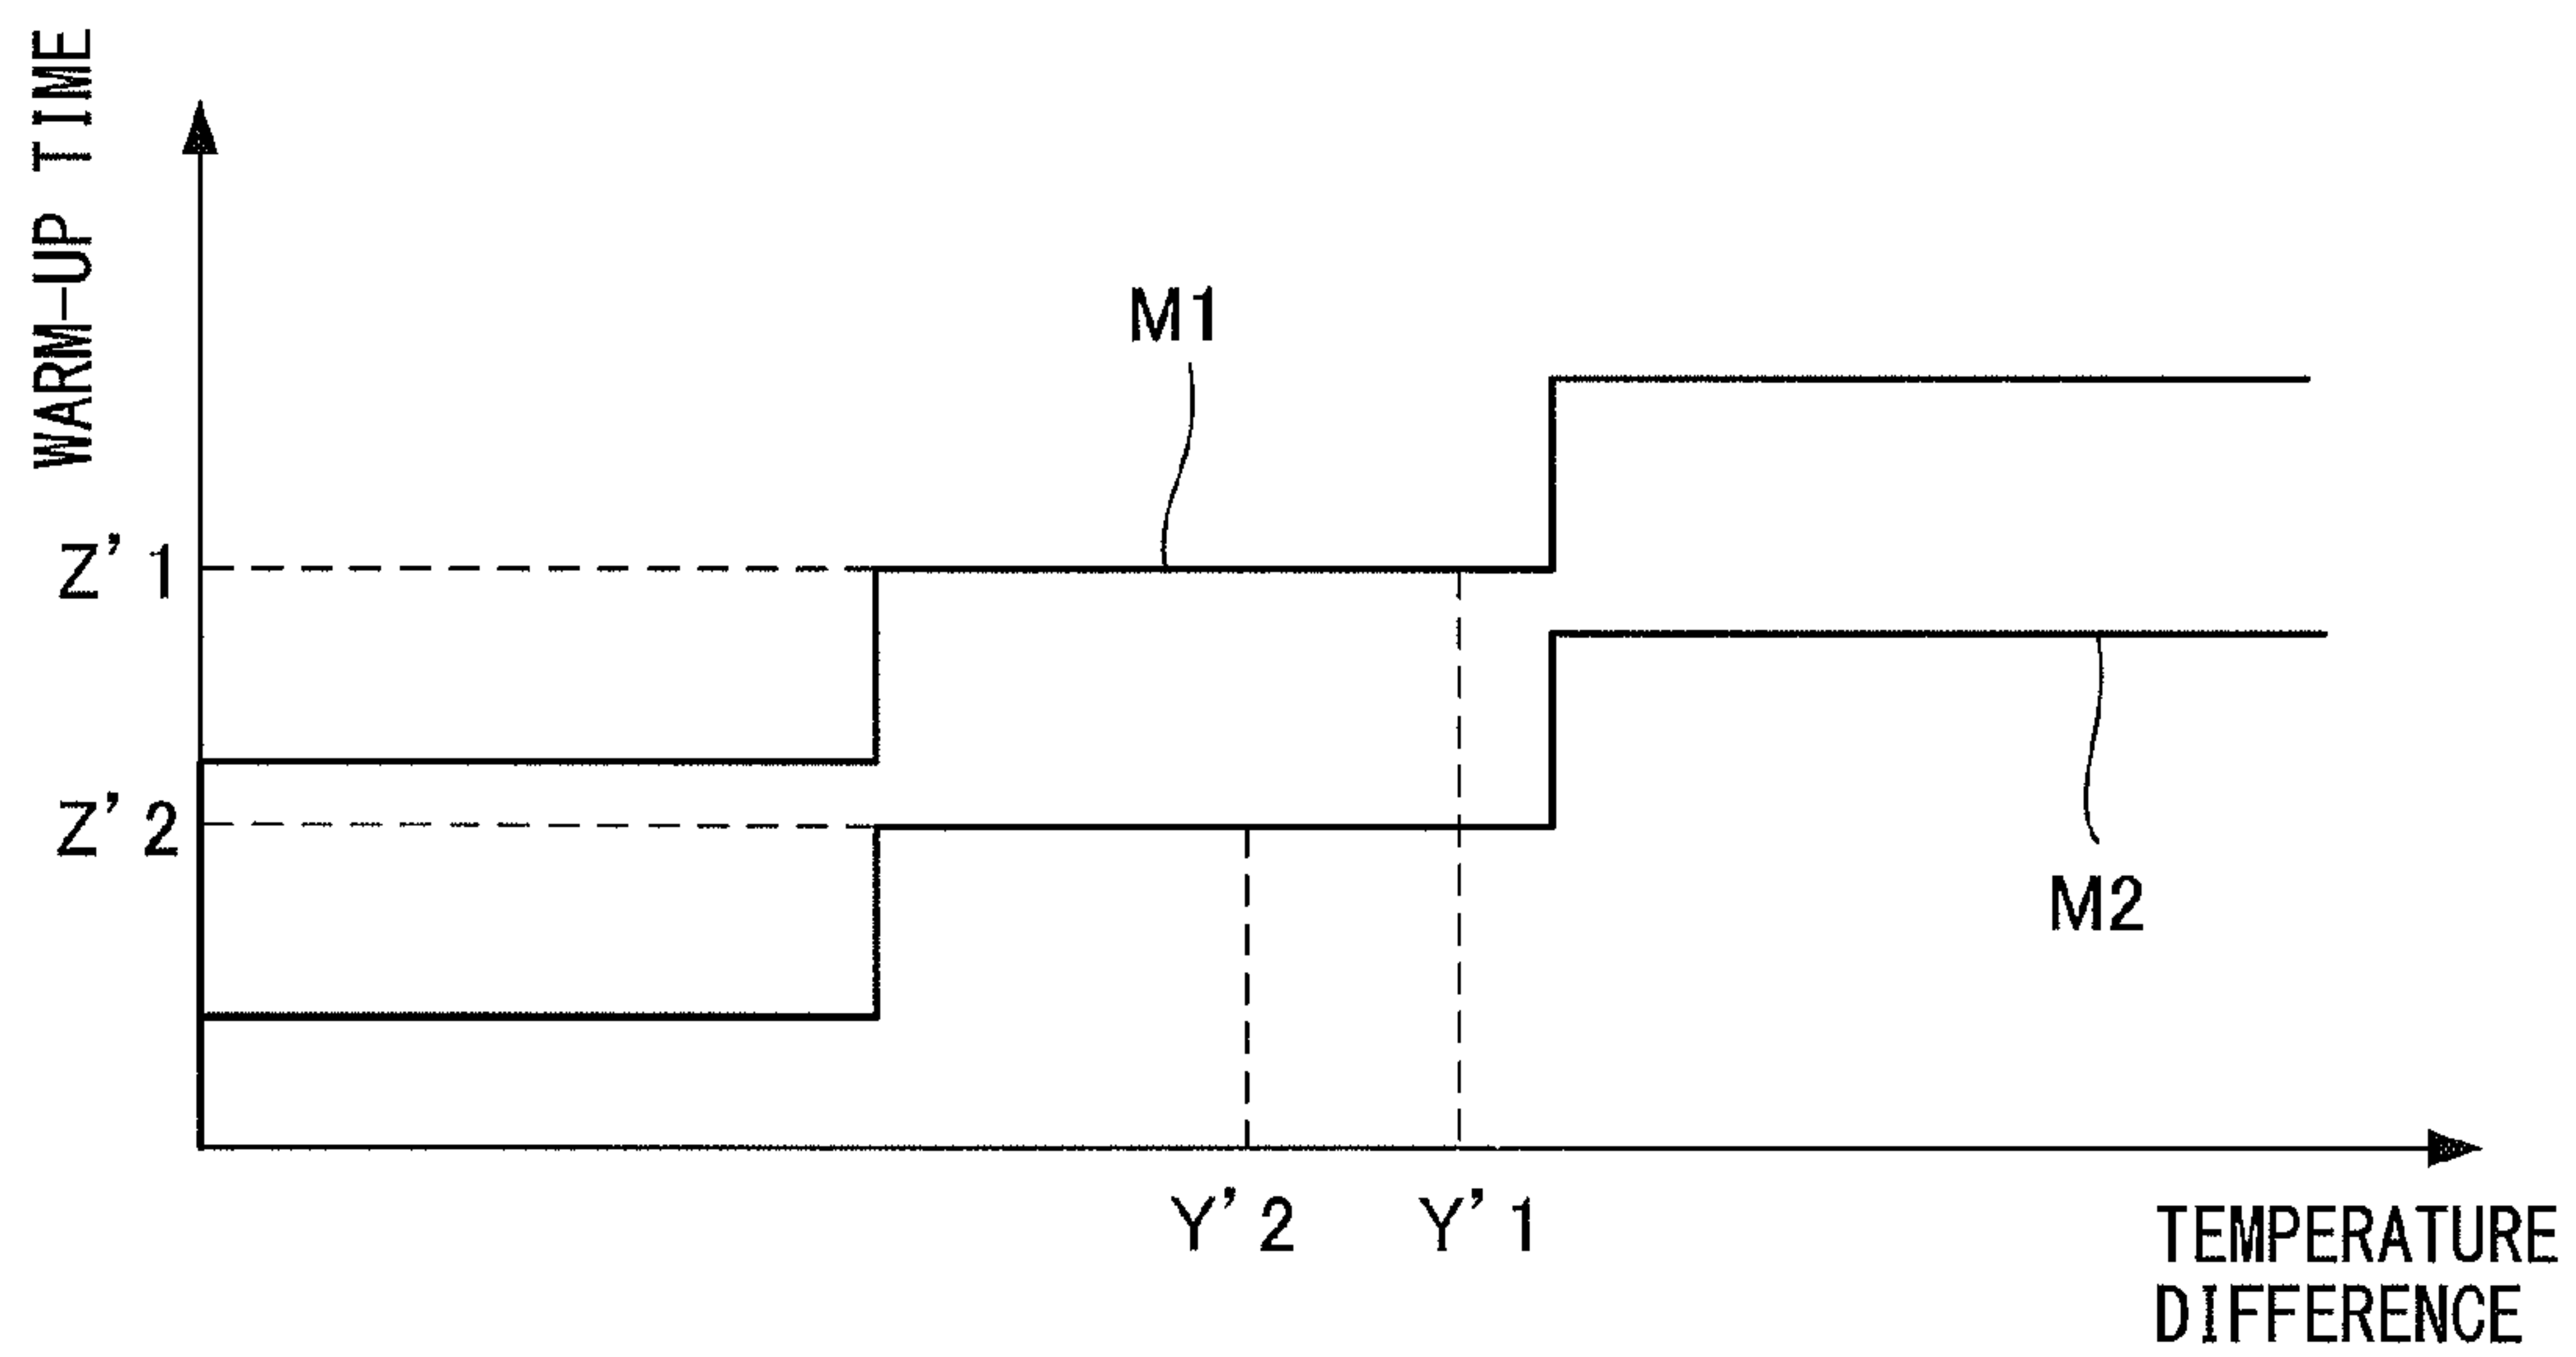 WARM-UP TIME
M1
Z'1
Z'2
M2
Y'2
Y'1
TEMPERATURE
DIFFERENCE